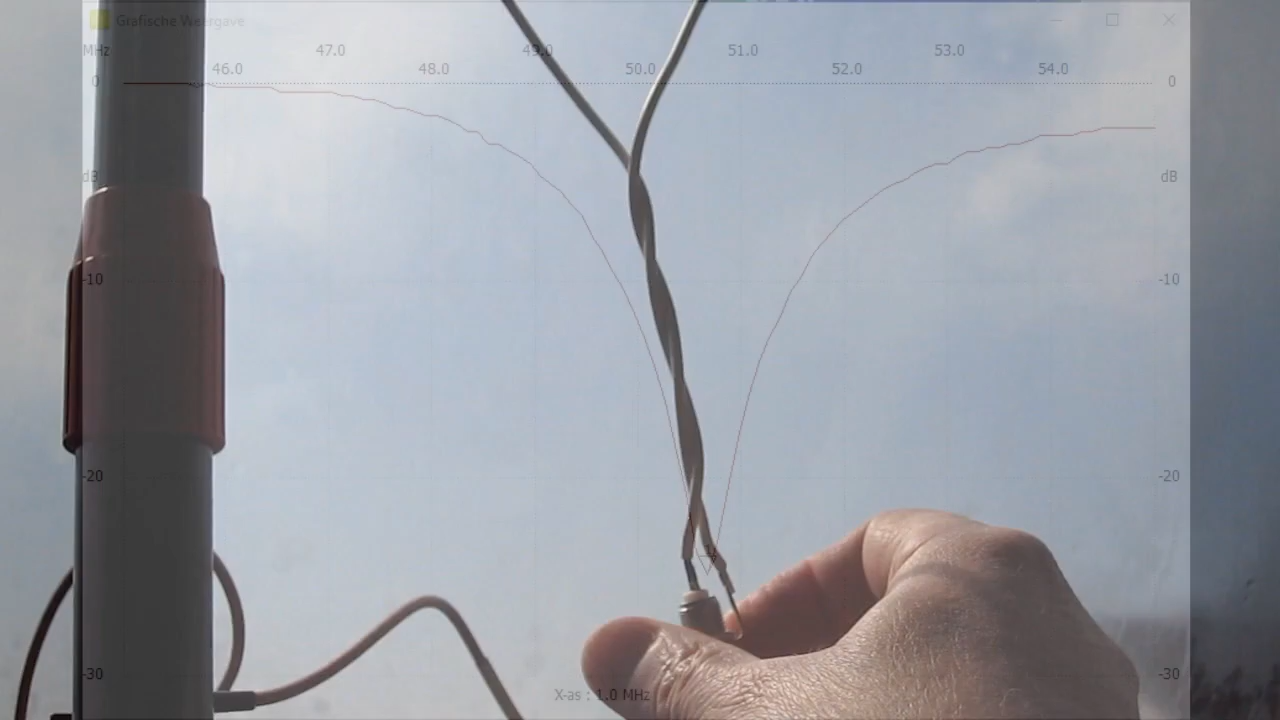 Grafische Weergave
MHz 47.0 49.0 51.0 53.0
46.0 48.0 50.0 52.0 54.0
0 0
dB dB
-10 -10
-20 -20
1
-30 -30
X-as : 1,0 MHz